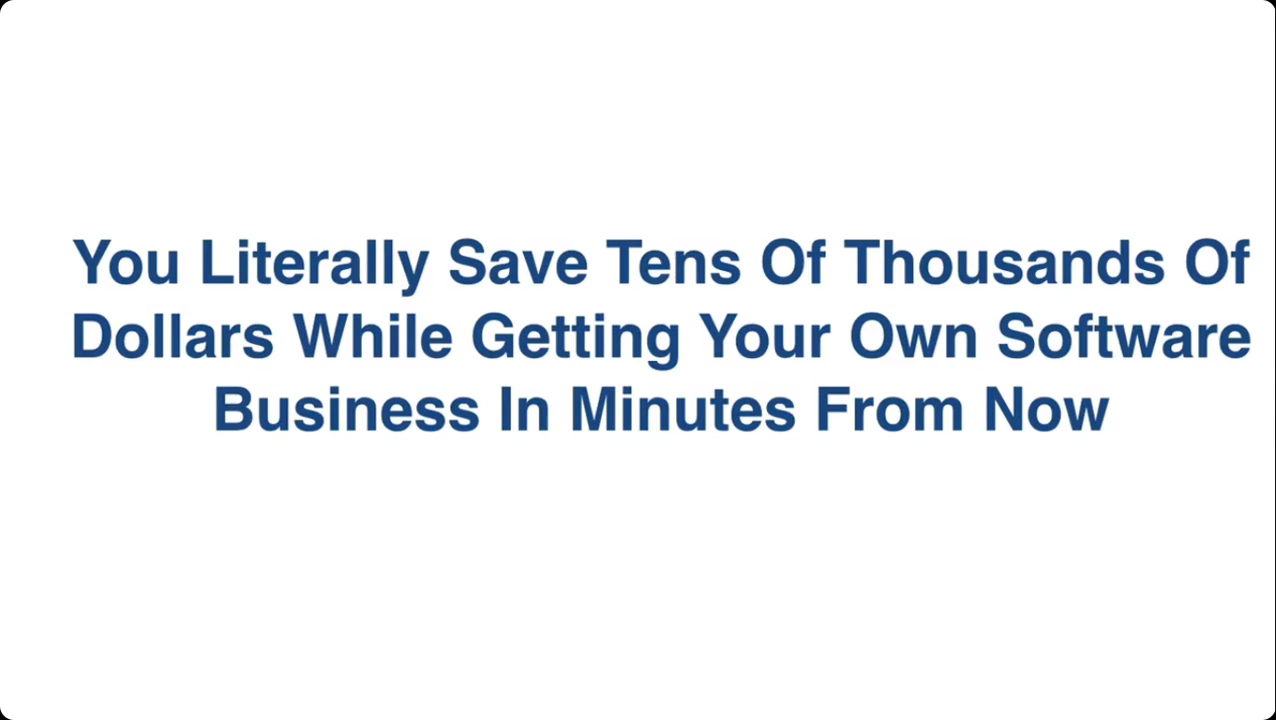 You Literally Save Tens Of Thousands Of
Dollars While Getting Your Own Software
Business In Minutes From Now